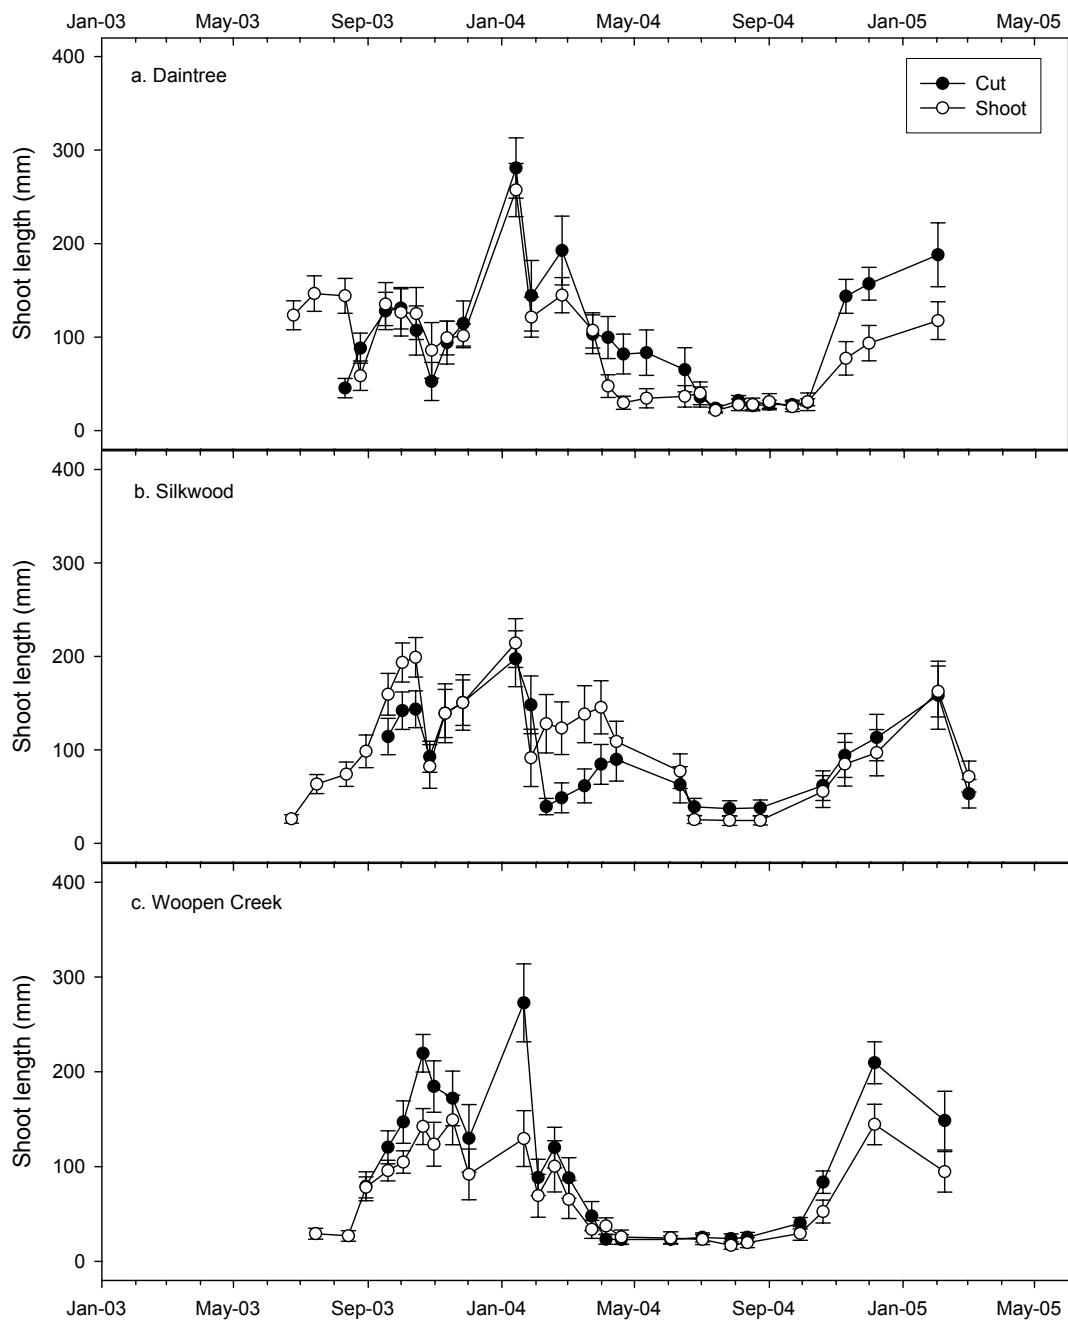 Jan-03 May-03 Sep-03 Jan-04 May-04 Sep-04 Jan-05 May-05
400
a. Daintree
Cut
Shoot
300
200
100
0
Shoot length (mm)
400
b. Silkwood
300
200
100
0
Shoot length (mm)
400
c. Woopen Creek
300
200
100
0
Shoot length (mm)
Jan-03 May-03 Sep-03 Jan-04 May-04 Sep-04 Jan-05 May-05